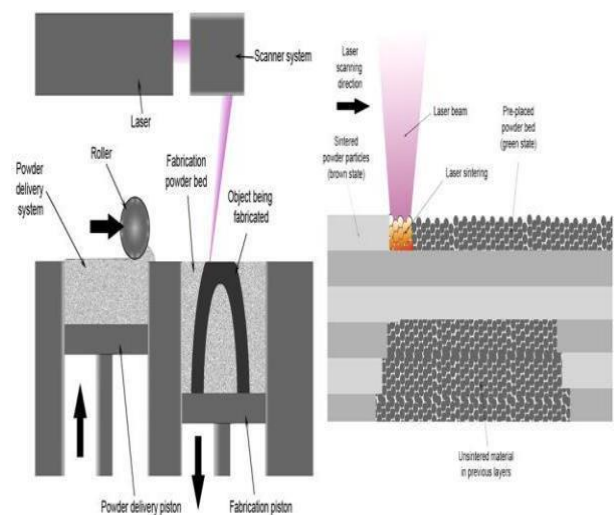 Scanner system
Laser
Roller
Powder
delivery
system
Fabrication
powder bed
Object being
fabricated
Powder delivery piston
Fabrication piston
Laser
scanning
direction
Laser beam
Sintered
powder particles
(brown state)
Pre-placed
powder bed
(green state)
Laser sintering
Unsintered material
in previous layers